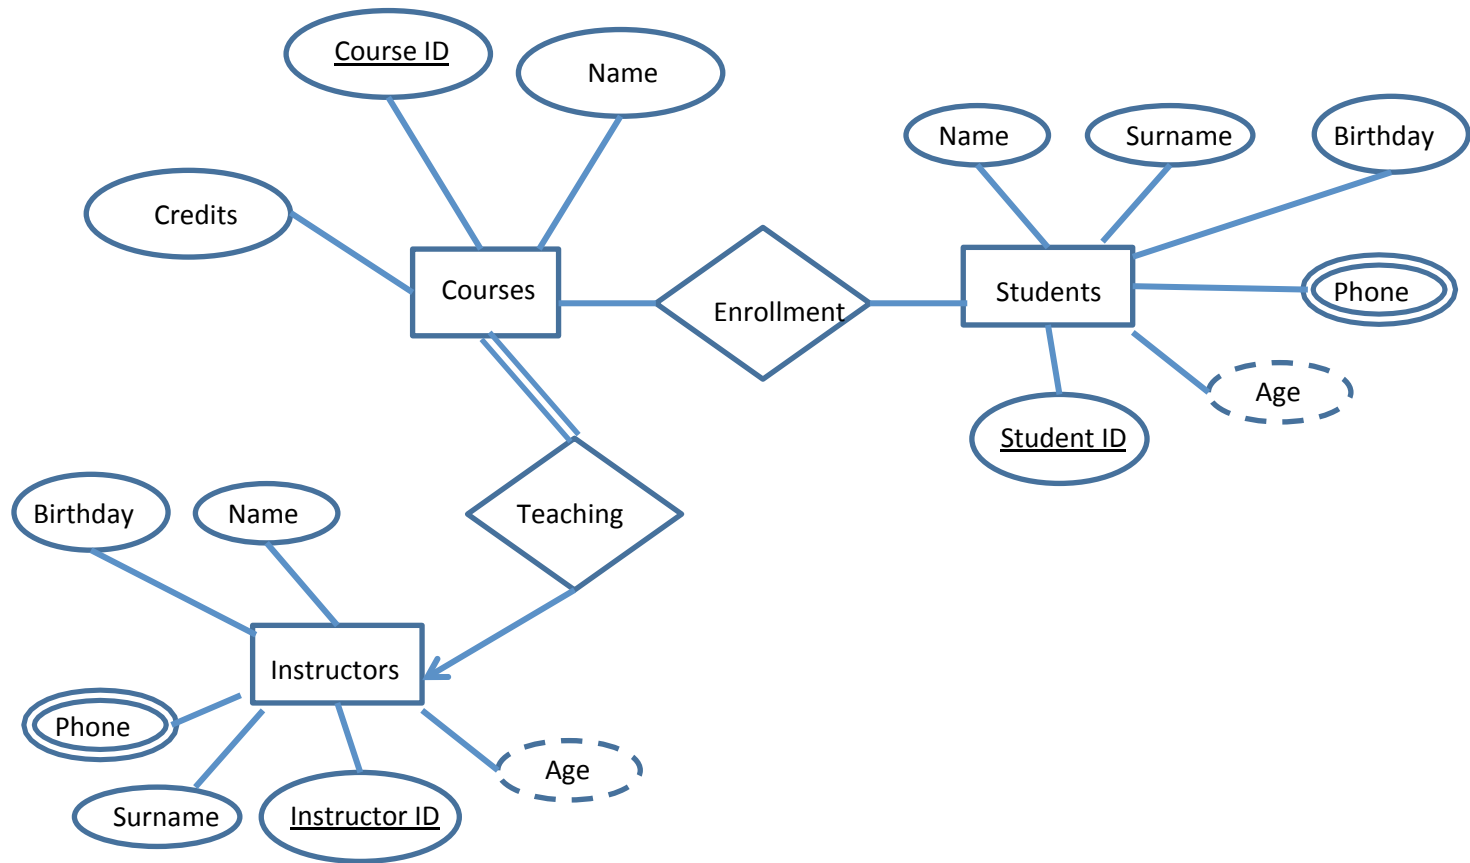 Course ID
Name
Credits
Name
Surname
Birthday
Courses
Enrollment
Students
Phone
Age
Student ID
Birthday
Name
Teaching
Instructors
Phone
Age
Surname
Instructor ID